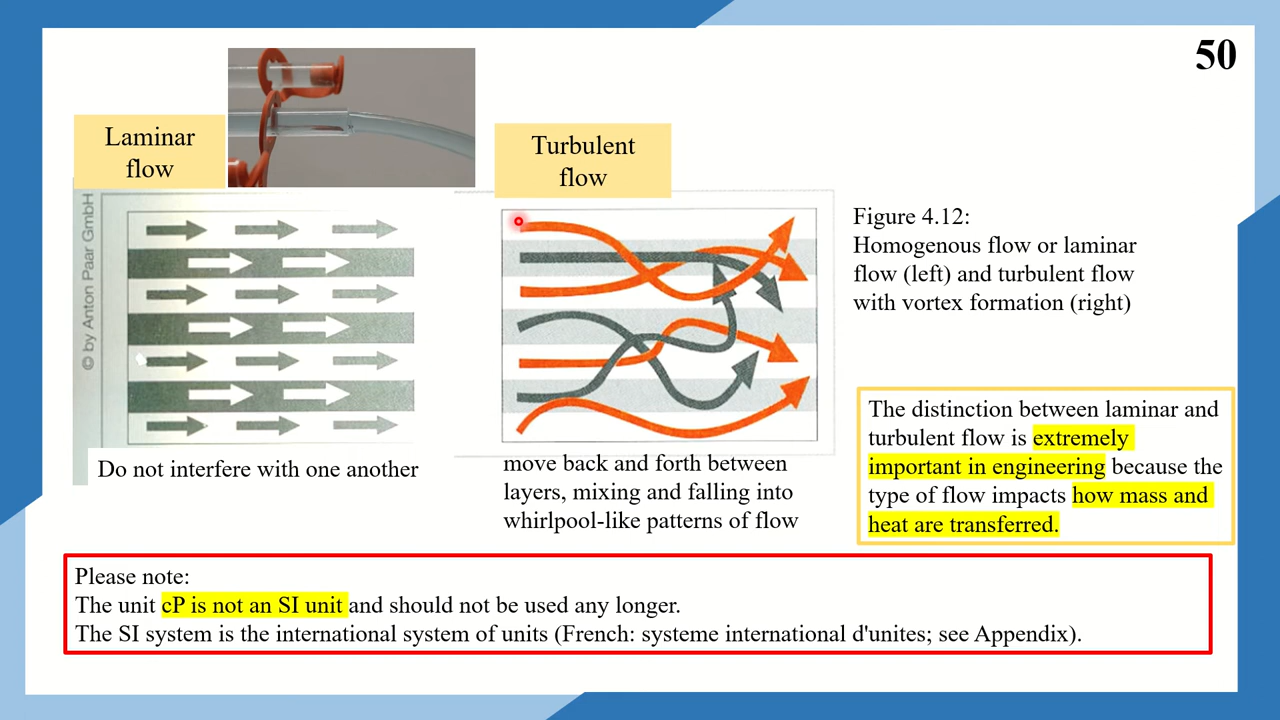 50
Laminar
flow
Turbulent
flow
© by Anton Paar GmbH
Figure 4.12:
Homogenous flow or laminar
flow (left) and turbulent flow
with vortex formation (right)
Do not interfere with one another
move back and forth between
layers, mixing and falling into
whirlpool-like patterns of flow
The distinction between laminar and
turbulent flow is extremely
important in engineering because the
type of flow impacts how mass and
heat are transferred.
Please note:
The unit cP is not an SI unit and should not be used any longer.
The SI system is the international system of units (French: systeme international d'unites; see Appendix).